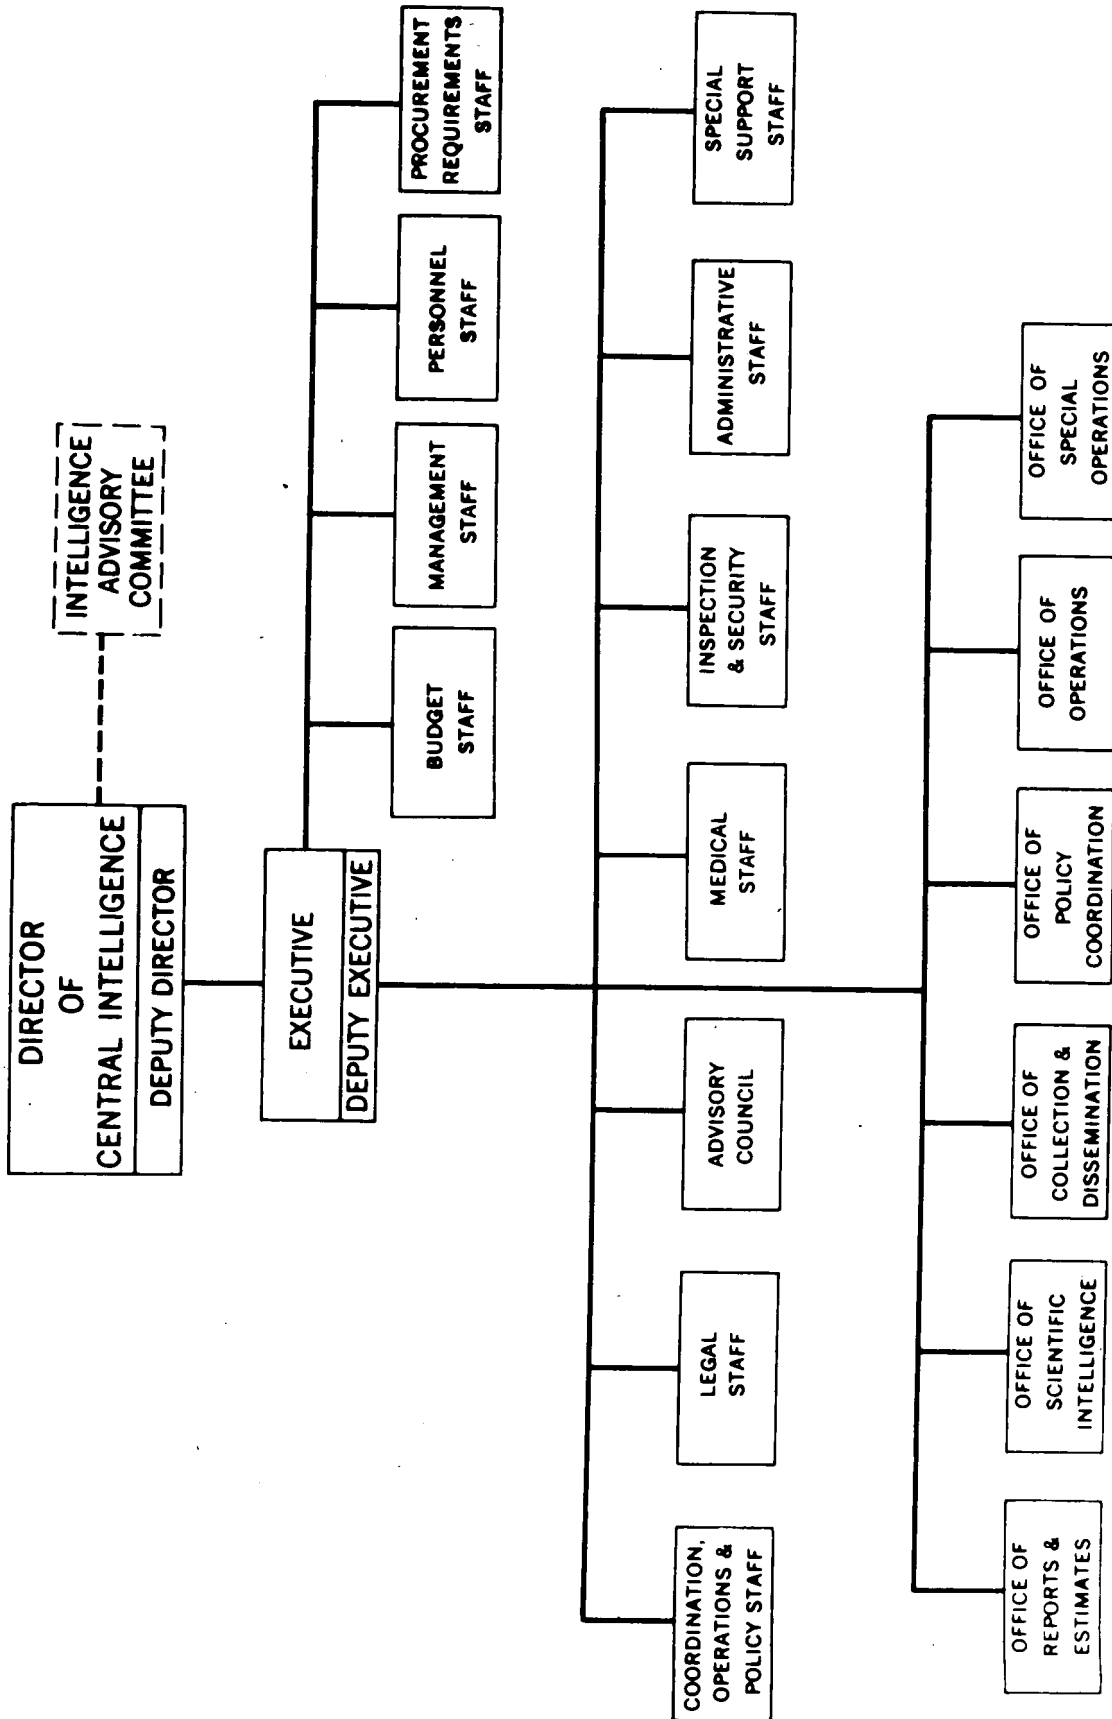 DIRECTOR
OF
CENTRAL INTELLIGENCE
DEPUTY DIRECTOR
INTELLIGENCE
ADVISORY
COMMITTEE
EXECUTIVE
DEPUTY EXECUTIVE
BUDGET
STAFF
MANAGEMENT
STAFF
PERSONNEL
STAFF
PROCUREMENT
REQUIREMENTS
STAFF
COORDINATION,
OPERATIONS &
POLICY STAFF
LEGAL
STAFF
ADVISORY
COUNCIL
MEDICAL
STAFF
INSPECTION
& SECURITY
STAFF
ADMINISTRATIVE
STAFF
SPECIAL
SUPPORT
STAFF
OFFICE OF
REPORTS &
ESTIMATES
OFFICE OF
SCIENTIFIC
INTELLIGENCE
OFFICE OF
COLLECTION &
DISSEMINATION
OFFICE OF
POLICY
COORDINATION
OFFICE OF
OPERATIONS
OFFICE OF
SPECIAL
OPERATIONS